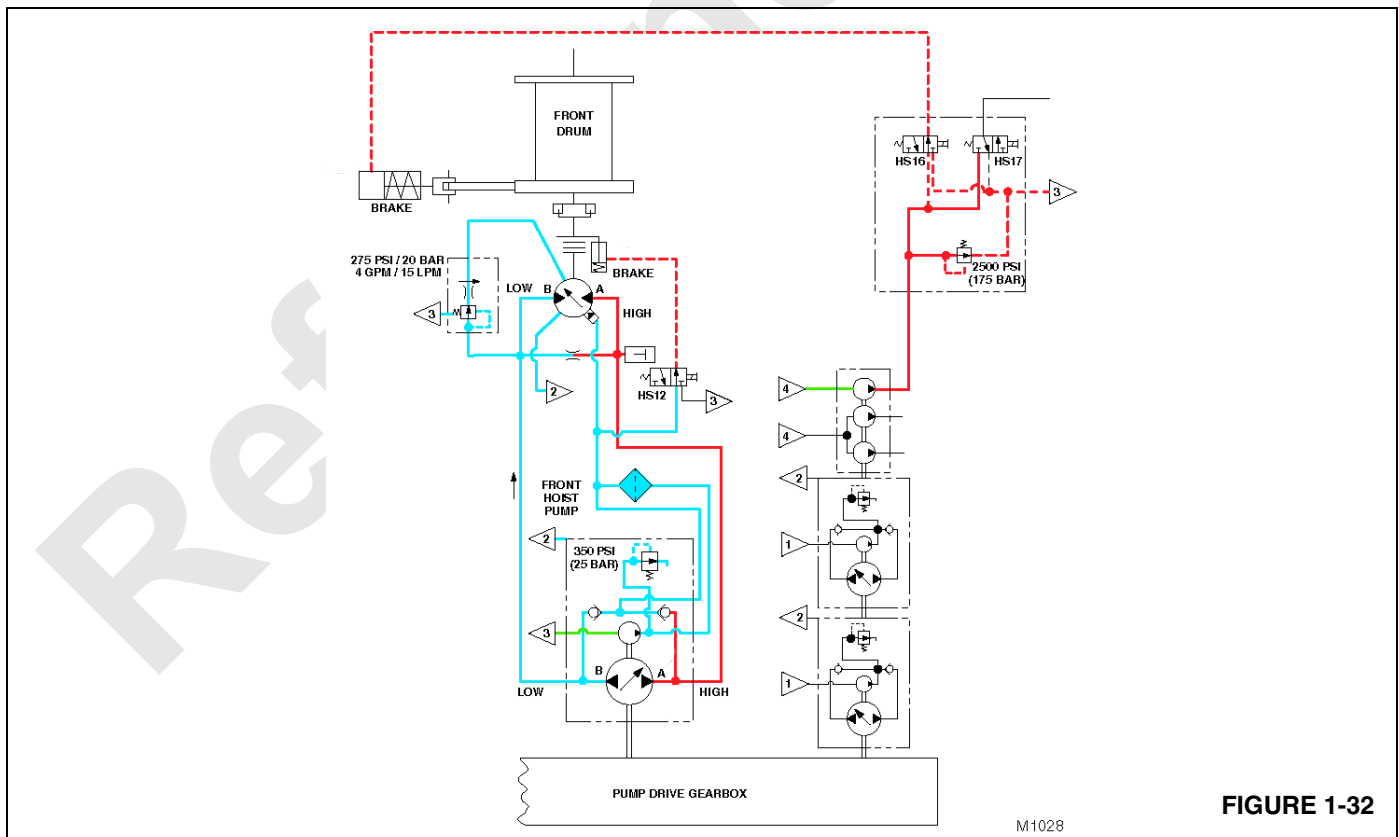 FRONT
DRUM
HS16
HS17
3
BRAKE
275 PSI / 20 BAR
4 GPM / 15 LPM
BRAKE
2500 PSI
(175 BAR)
LOW
B
A
HIGH
3
2
HS12
3
4
4
FRONT
HOIST
PUMP
2
2
350 PSI
(25 BAR)
1
3
2
B
A
LOW
HIGH
1
PUMP DRIVE GEARBOX
M1028
FIGURE 1-32